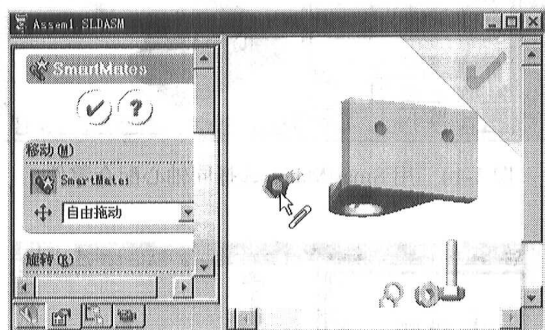 Assem1.SLDASM
SmartMates
移动(M)
SmartMates
自由拖动
旋转(R)